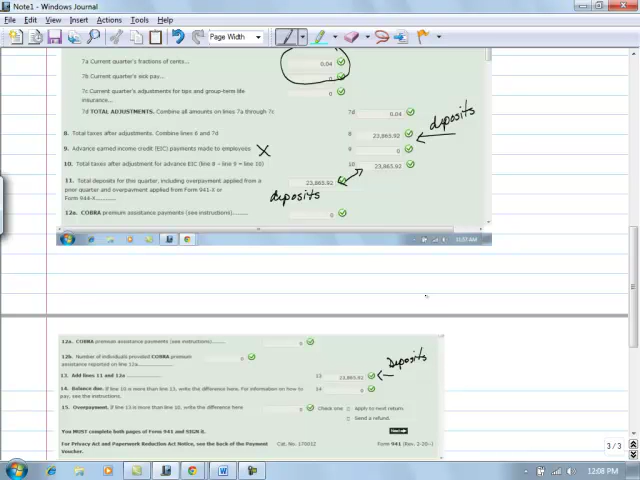 Note1 - Windows Journal
File Edit View Insert Actions Tools Help
Page Width
7a Current quarter's fractions of cents... 0.04
7b Current quarter's sick pay. 0
7c Current quarter's adjustments for tips and group-term life
insurance... 0
7d TOTAL ADJUSTMENTS. Combine all amounts on lines 7a through 7c 7d 0.04
deposits
8. Total taxes after adjustments. Combine lines 6 and 7d 8 23,865.92
9. Advance earned income credit (EIC) payments made to employees X 9 0
10. Total taxes after adjustment for advance EIC (line 8 - line 9 = line 10) 10 23,865.92
11. Total deposits for this quarter, including overpayment applied from a
prior quarter and overpayment applied from Form 941-X or
Form 944-X 23,865.92
deposits
12a. COBRA premium assistance payments (see instructions) 0
11:57 AM
12a. COBRA premium assistance payments (see instructions) 0
12b. Number of individuals provided COBRA premium
assistance reported on line 12a 0
Deposits
13. Add lines 11 and 12a 13 23,865.92
14. Balance due. If line 10 is more than line 13, write the difference here. For information on how to
pay, see the instructions. 14 0
15. Overpayment. If line 13 is more than line 10, write the difference here 0 Check one Apply to next return
Send a refund.
You MUST complete both pages of Form 941 and SIGN it.
Next
For Privacy Act and Paperwork Reduction Act Notice, see the back of the Payment
Voucher. Cat. No. 17001Z Form 941
3 / 3
12:08 PM